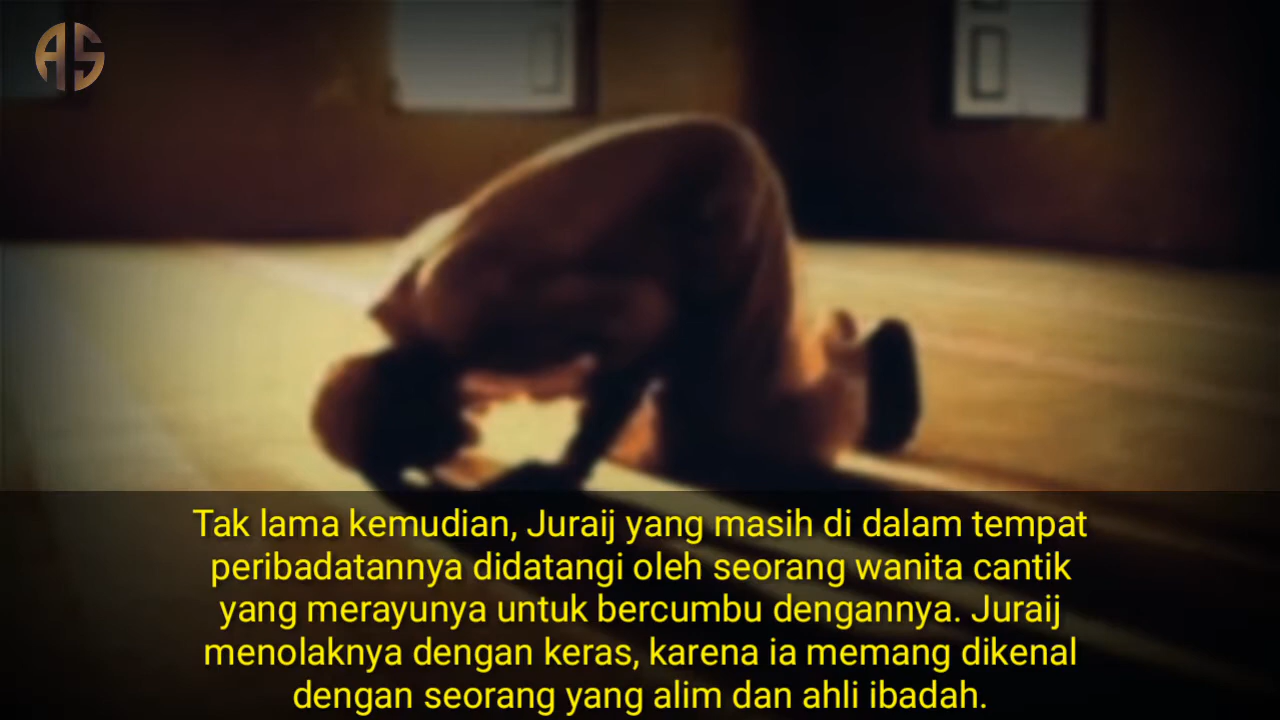 AS
Tak lama kemudian, Juraij yang masih di dalam tempat
peribadatannya didatangi oleh seorang wanita cantik
yang merayunya untuk bercumbu dengannya. Juraij
menolaknya dengan keras, karena ia memang dikenal
dengan seorang yang alim dan ahli ibadah.